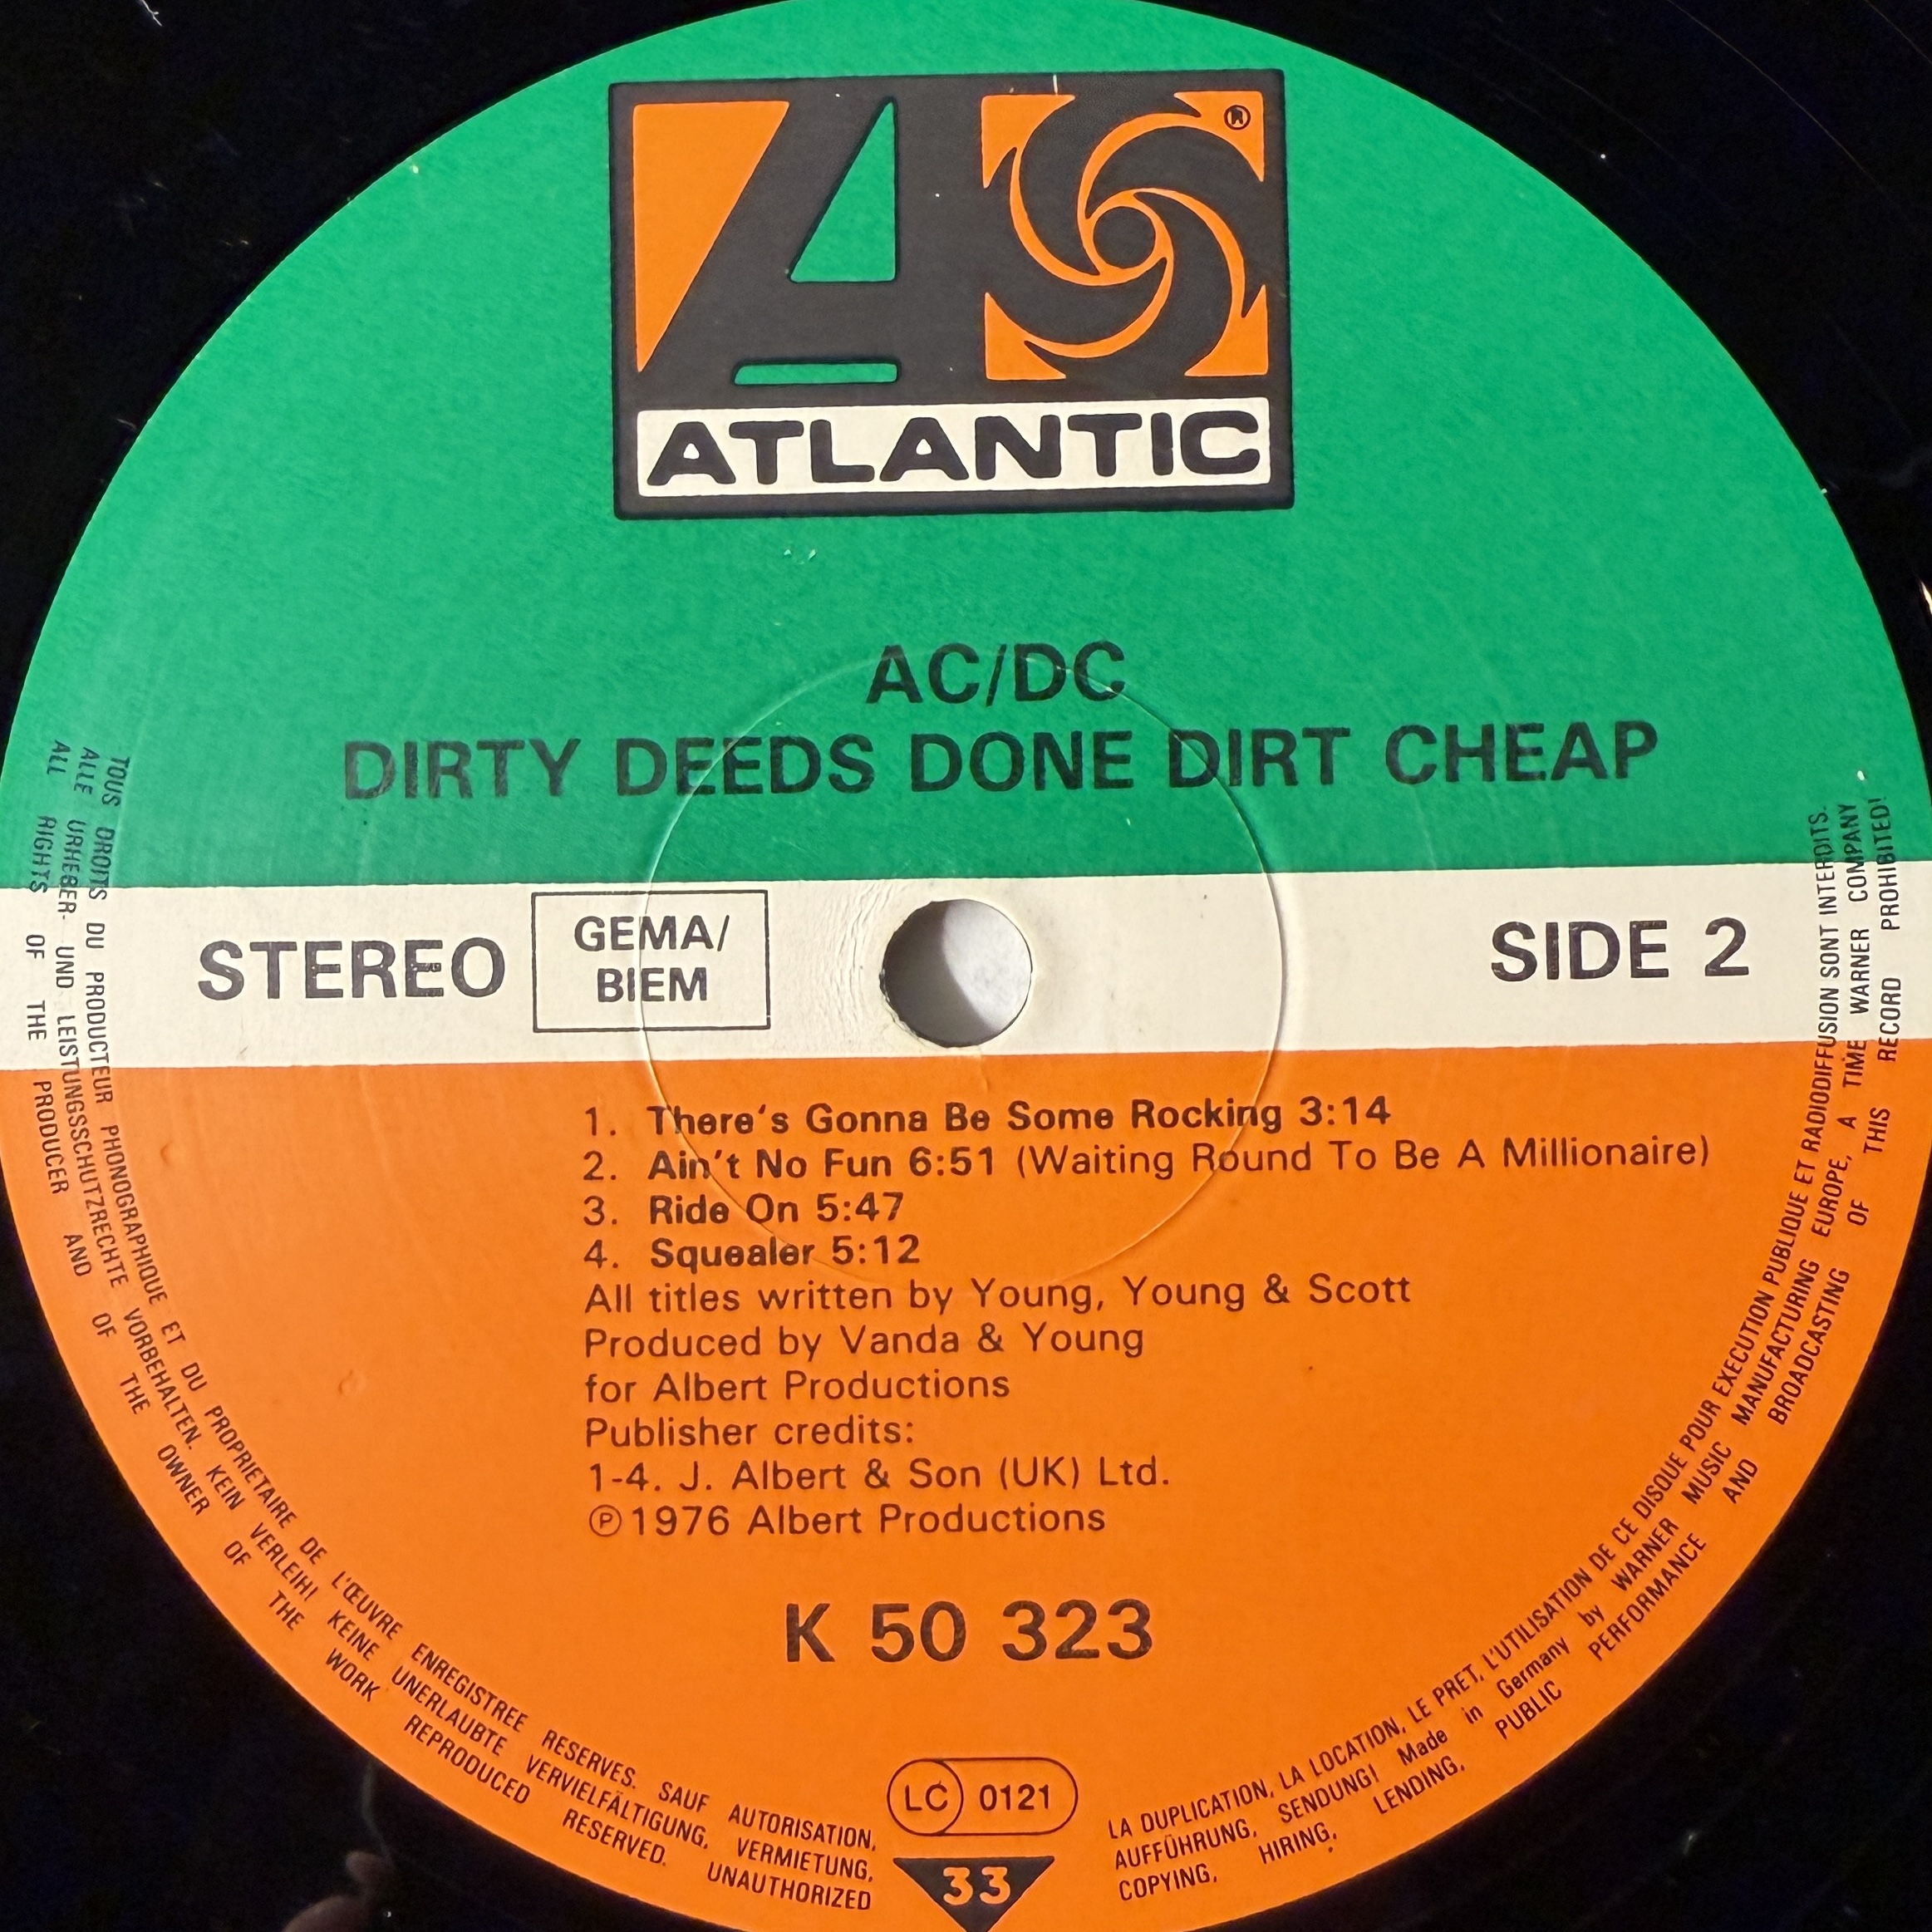 ®
ATLANTIC
AC/DC
DIRTY DEEDS DONE DIRT CHEAP
STEREO
GEMA/
BIEM
SIDE 2
1. There's Gonna Be Some Rocking 3:14
2. Ain't No Fun 6:51 (Waiting Round To Be A Millionaire)
3. Ride On 5:47
4. Squealer 5:12
All titles written by Young, Young & Scott
Produced by Vanda & Young
for Albert Productions
Publisher credits:
1-4. J. Albert & Son (UK) Ltd.
℗1976 Albert Productions
K 50 323
LC 0121
33
TOUS DROITS DU PRODUCTEUR PHONOGRAPHIQUE ET DU PROPRIETAIRE DE L'ŒUVRE ENREGISTREE RESERVES. SAUF AUTORISATION, LA DUPLICATION, LA LOCATION, LE PRET, L'UTILISATION DE CE DISQUE POUR EXECUTION PUBLIQUE ET RADIODIFFUSION SONT INTERDITS.
ALLE URHEBER- UND LEISTUNGSSCHUTZRECHTE VORBEHALTEN. KEIN VERLEIH! KEINE UNERLAUBTE VERVIELFÄLTIGUNG, VERMIETUNG, AUFFÜHRUNG, SENDUNG! Made in Germany by WARNER MUSIC MANUFACTURING EUROPE, A TIME WARNER COMPANY
ALL RIGHTS OF THE PRODUCER AND OF THE OWNER OF THE WORK REPRODUCED RESERVED. UNAUTHORIZED COPYING, HIRING, LENDING, PUBLIC PERFORMANCE AND BROADCASTING OF THIS RECORD PROHIBITED!